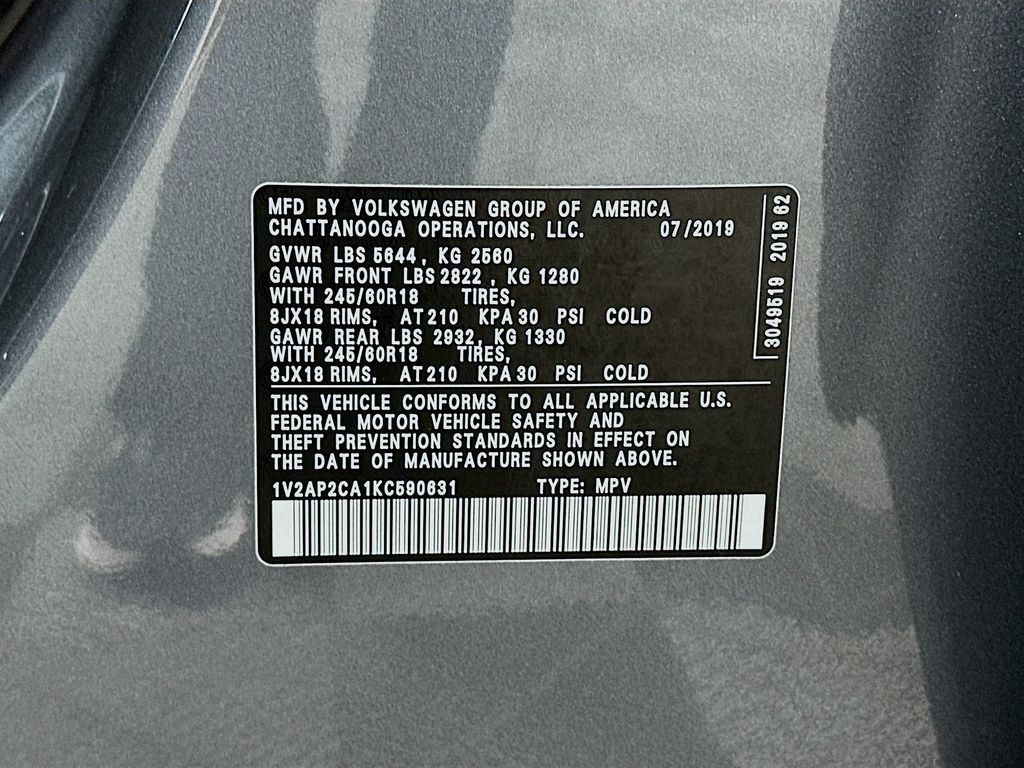 MFD BY VOLKSWAGEN GROUP OF AMERICA
CHATTANOOGA OPERATIONS, LLC. 07/2019
GVWR LBS 5644, KG 2560
GAWR FRONT LBS 2822, KG 1280
WITH 245/60R18 TIRES,
8JX18 RIMS, AT 210 KPA 30 PSI COLD
GAWR REAR LBS 2932, KG 1330
WITH 245/60R18 TIRES,
8JX18 RIMS, AT 210 KPA 30 PSI COLD
THIS VEHICLE CONFORMS TO ALL APPLICABLE U.S.
FEDERAL MOTOR VEHICLE SAFETY AND
THEFT PREVENTION STANDARDS IN EFFECT ON
THE DATE OF MANUFACTURE SHOWN ABOVE.
1V2AP2CA1KC590631 TYPE: MPV
3049519 2019 62